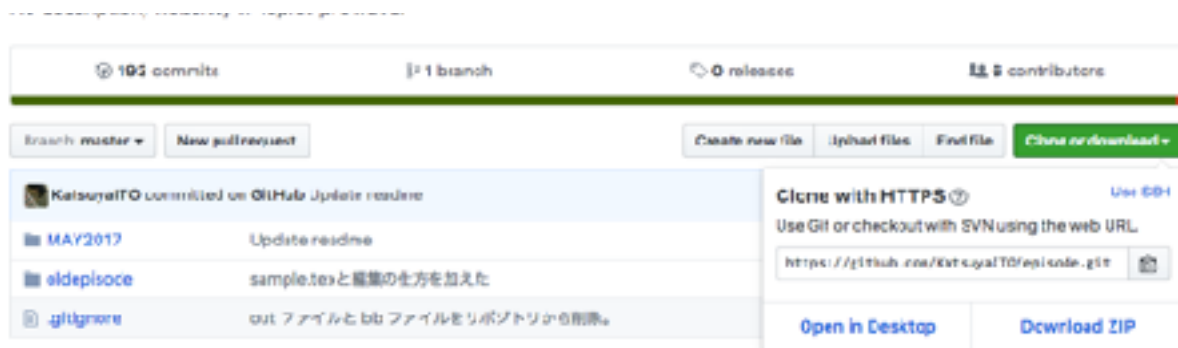 commits
1 branch
0 releases
contributors
Branch: master
New pull request
Create new file
Upload files
Find file
Clone or download
KatsuyaITO committed on GitHub Update readme
MAY2017
Update readme
oldepisode
sample.texと編集の仕方を加えた
.gitignore
out ファイルと bb ファイルをリポジトリから削除。
Clone with HTTPS
Use SSH
Use Git or checkout with SVN using the web URL.
https://github.com/KatsuyaITO/episode.git
Open in Desktop
Download ZIP